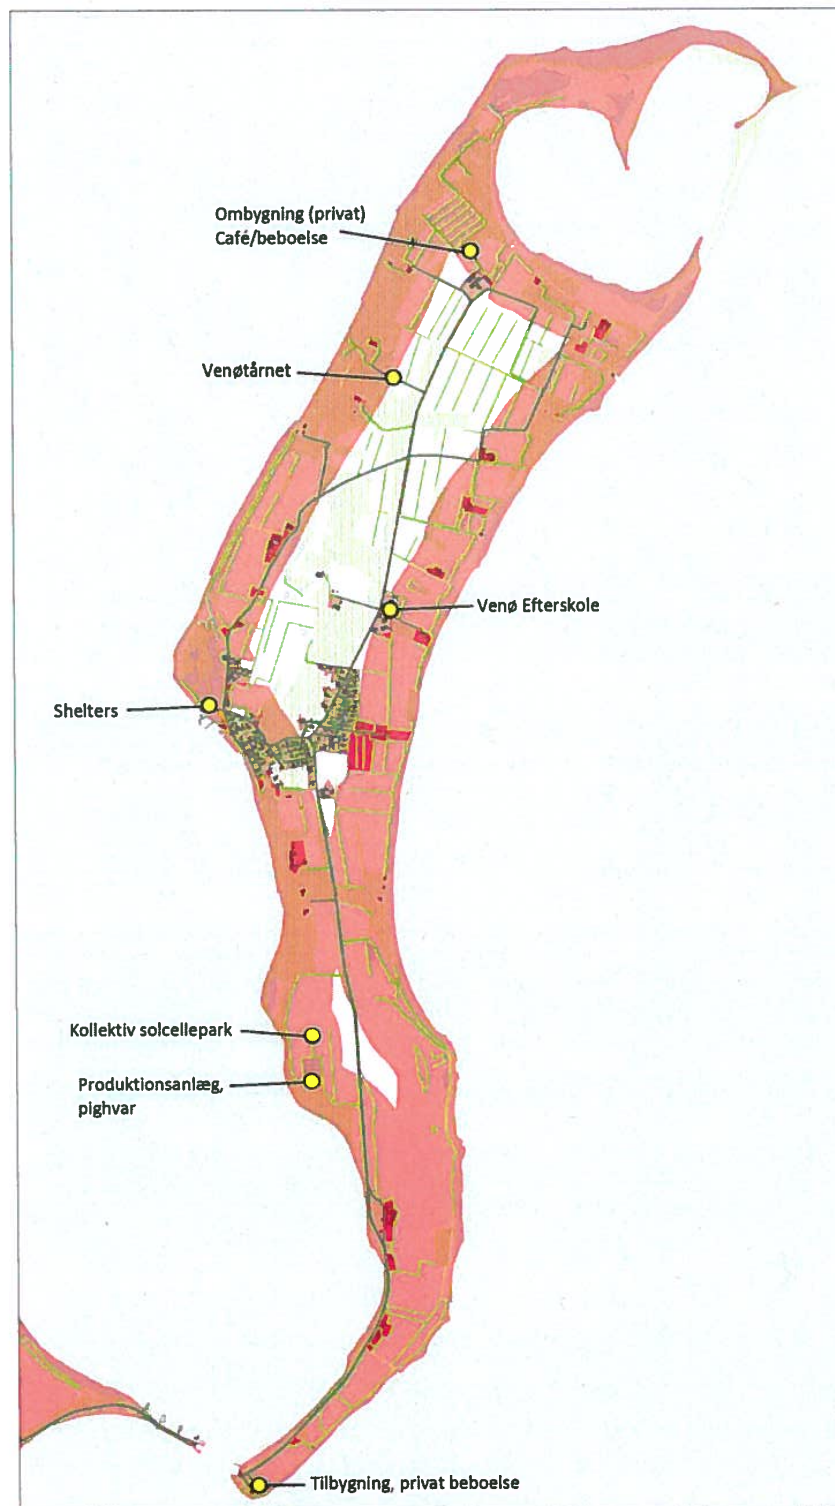 Ombygning (privat)
Café/beboelse
Venøtårnet
Venø Efterskole
Shelters
Kollektiv solcellepark
Produktionsanlæg,
pighvar
Tilbygning, privat beboelse